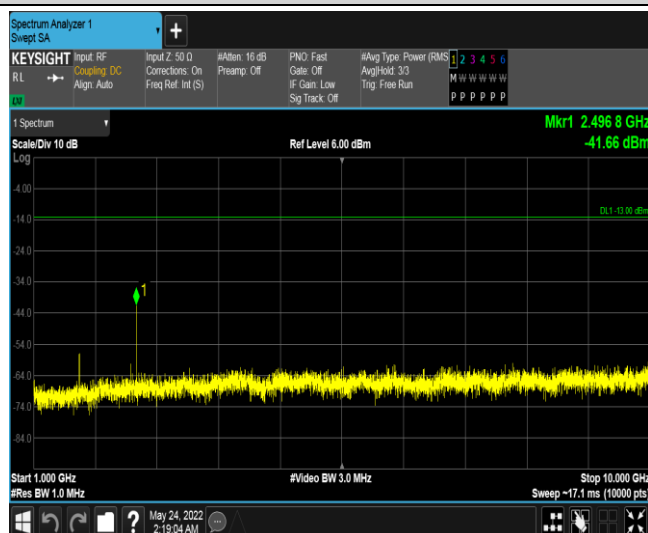 Spectrum Analyzer 1
Swept SA
+
KEYSIGHT
RL
LXI
Input: RF
Coupling: DC
Align: Auto
Input Z: 50 Ω
Corrections: On
Freq Ref: Int (S)
#Atten: 16 dB
Preamp: Off
PNO: Fast
Gate: Off
IF Gain: Low
Sig Track: Off
#Avg Type: Power (RMS
Avg|Hold: 3/3
Trig: Free Run
1 2 3 4 5 6
M W W W W W
P P P P P P
1 Spectrum
Scale/Div 10 dB
Ref Level 6.00 dBm
Mkr1 2.496 8 GHz
-41.66 dBm
Log
-4.00
DL1 -13.00 dBm
-14.0
-24.0
-34.0
1
-44.0
-54.0
-64.0
-74.0
-84.0
Start 1.000 GHz
#Res BW 1.0 MHz
#Video BW 3.0 MHz
Stop 10.000 GHz
Sweep ~17.1 ms (10000 pts)
?
May 24, 2022
2:19:04 AM